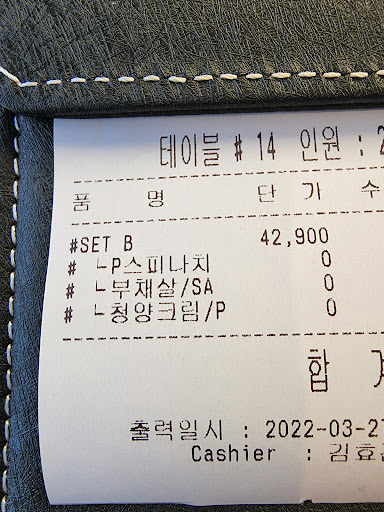 테이블 # 14 인원 : 2
품 명 단 가 수
#SET B 42,900
# ㄴP스피나치 0
# ㄴ부채살/SA 0
# ㄴ청양크림/P 0
합
출력일시 : 2022-03-27
Cashier : 김효